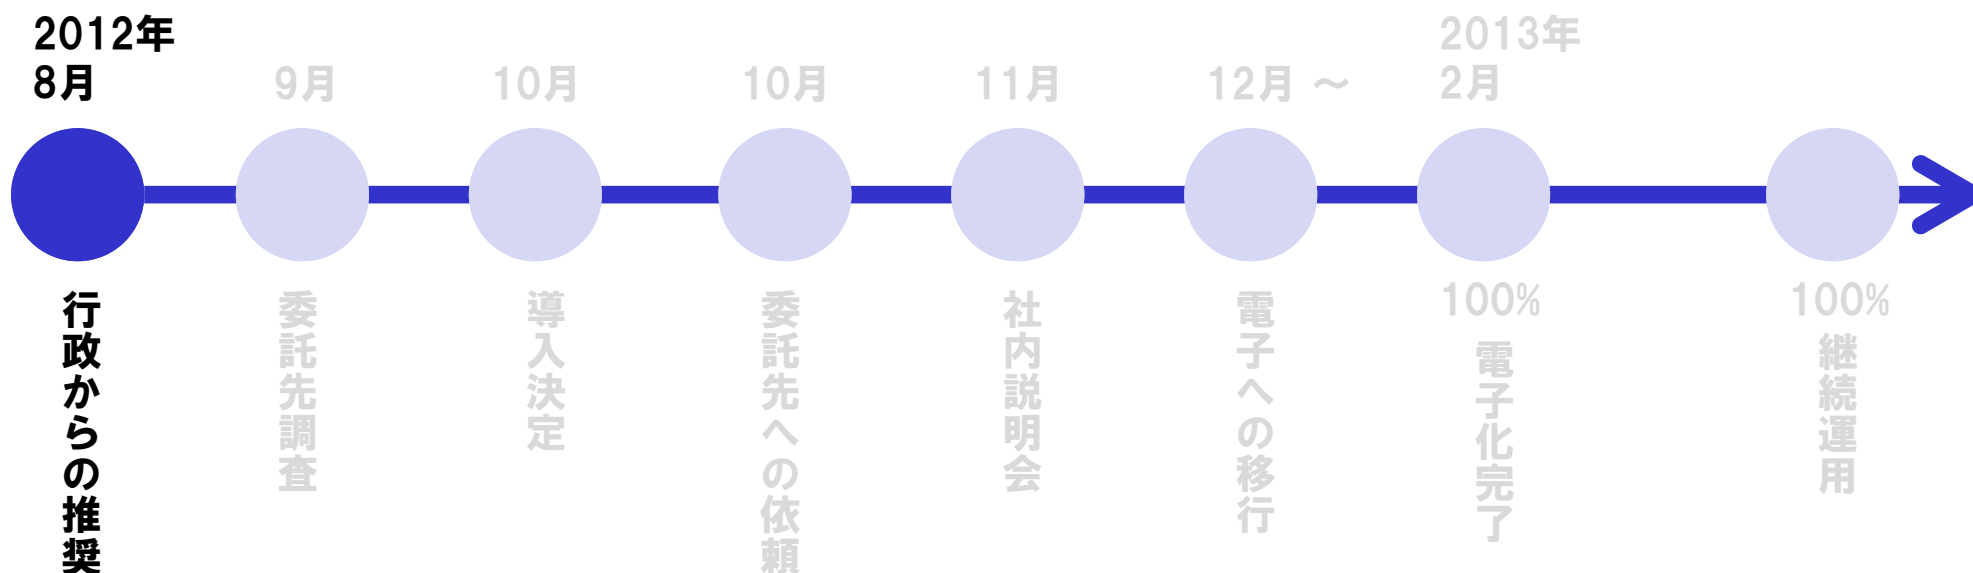 2012年
8月
9月
10月
10月
11月
12月 ～
2013年
2月
行政からの推奨
委託先調査
導入決定
委託先への依頼
社内説明会
電子への移行
100%
電子化完了
100%
継続運用